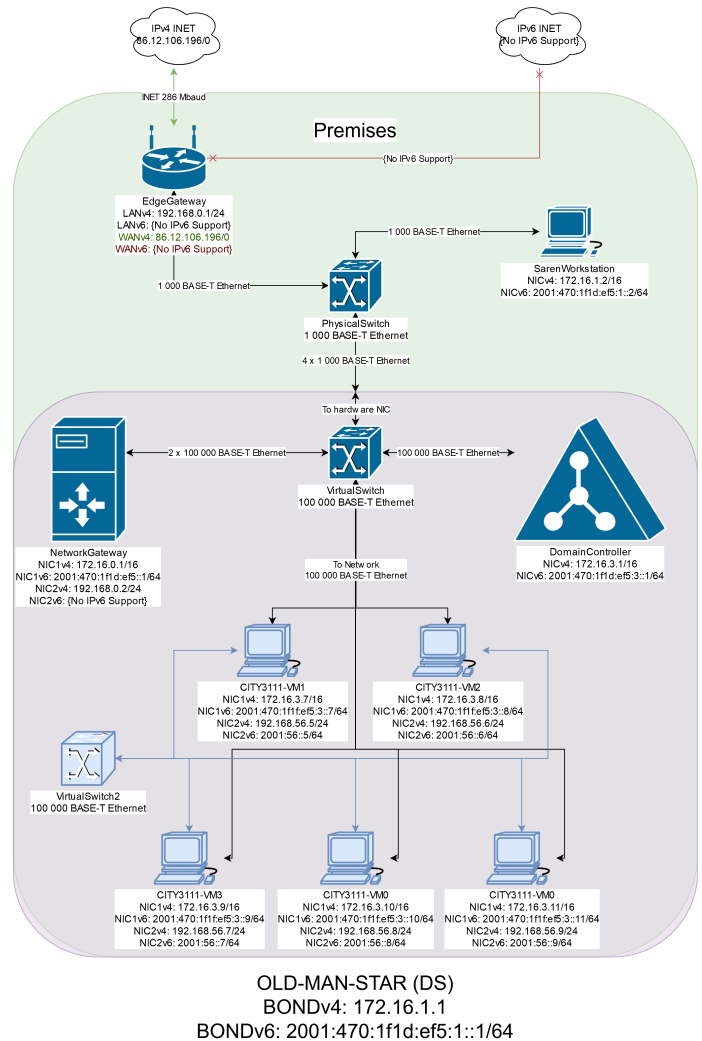 IPv4 INET
86.12.106.196/0
IPv6 INET
{No IPv6 Support}
INET 286 Mbaud
Premises
{No IPv6 Support}
EdgeGateway
LANv4: 192.168.0.1/24
LANv6: {No IPv6 Support}
WANv4: 86.12.106.196/0
WANv6: {No IPv6 Support}
1 000 BASE-T Ethernet
SarenWorkstation
NICv4: 172.16.1.2/16
NICv6: 2001:470:1f1d:ef5:1::2/64
1 000 BASE-T Ethernet
PhysicalSwitch
1 000 BASE-T Ethernet
4 x 1 000 BASE-T Ethernet
To hardware NIC
2 x 100 000 BASE-T Ethernet
100 000 BASE-T Ethernet
VirtualSwitch
100 000 BASE-T Ethernet
NetworkGateway
NIC1v4: 172.16.0.1/16
NIC1v6: 2001:470:1f1d:ef5::1/64
NIC2v4: 192.168.0.2/24
NIC2v6: {No IPv6 Support}
DomainController
NICv4: 172.16.3.1/16
NICv6: 2001:470:1f1d:ef5:3::1/64
To Network
100 000 BASE-T Ethernet
CITY3111-VM1
NIC1v4: 172.16.3.7/16
NIC1v6: 2001:470:1f1f:ef5:3::7/64
NIC2v4: 192.168.56.5/24
NIC2v6: 2001:56::5/64
CITY3111-VM2
NIC1v4: 172.16.3.8/16
NIC1v6: 2001:470:1f1f:ef5:3::8/64
NIC2v4: 192.168.56.6/24
NIC2v6: 2001:56::6/64
VirtualSwitch2
100 000 BASE-T Ethernet
CITY3111-VM3
NIC1v4: 172.16.3.9/16
NIC1v6: 2001:470:1f1f:ef5:3::9/64
NIC2v4: 192.168.56.7/24
NIC2v6: 2001:56::7/64
CITY3111-VM0
NIC1v4: 172.16.3.10/16
NIC1v6: 2001:470:1f1f:ef5:3::10/64
NIC2v4: 192.168.56.8/24
NIC2v6: 2001:56::8/64
CITY3111-VM0
NIC1v4: 172.16.3.11/16
NIC1v6: 2001:470:1f1f:ef5:3::11/64
NIC2v4: 192.168.56.9/24
NIC2v6: 2001:56::9/64
OLD-MAN-STAR (DS)
BONDv4: 172.16.1.1
BONDv6: 2001:470:1f1d:ef5:1::1/64